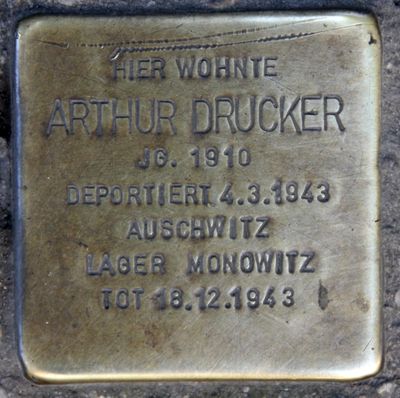 HIER WOHNTE
ARTHUR DRUCKER
JG. 1910
DEPORTIERT 4.3.1943
AUSCHWITZ
LAGER MONOWITZ
TOT 18.12.1943